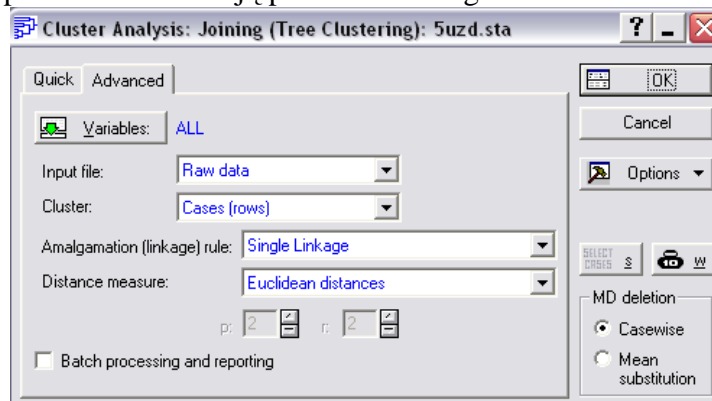 Cluster Analysis: Joining (Tree Clustering): 5uzd.sta
Quick Advanced
OK
Variables: ALL
Cancel
Input file: Raw data
Options
Cluster: Cases (rows)
Amalgamation (linkage) rule: Single Linkage
SELECT CASES S W
Distance measure: Euclidean distances
MD deletion
p: 2 r: 2
Casewise
Batch processing and reporting
Mean substitution